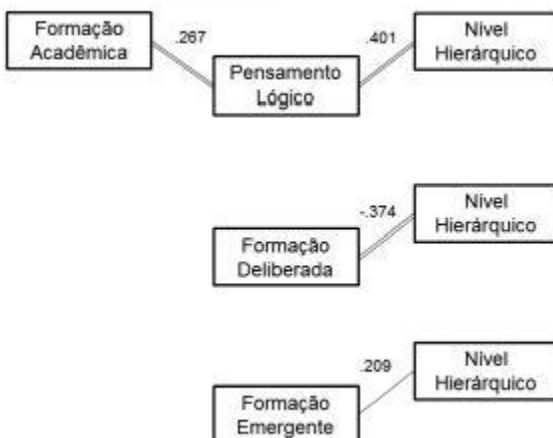 Formação
Acadêmica
.267
Pensamento
Lógico
.401
Nível
Hierárquico
Formação
Deliberada
-.374
Nível
Hierárquico
Formação
Emergente
.209
Nível
Hierárquico